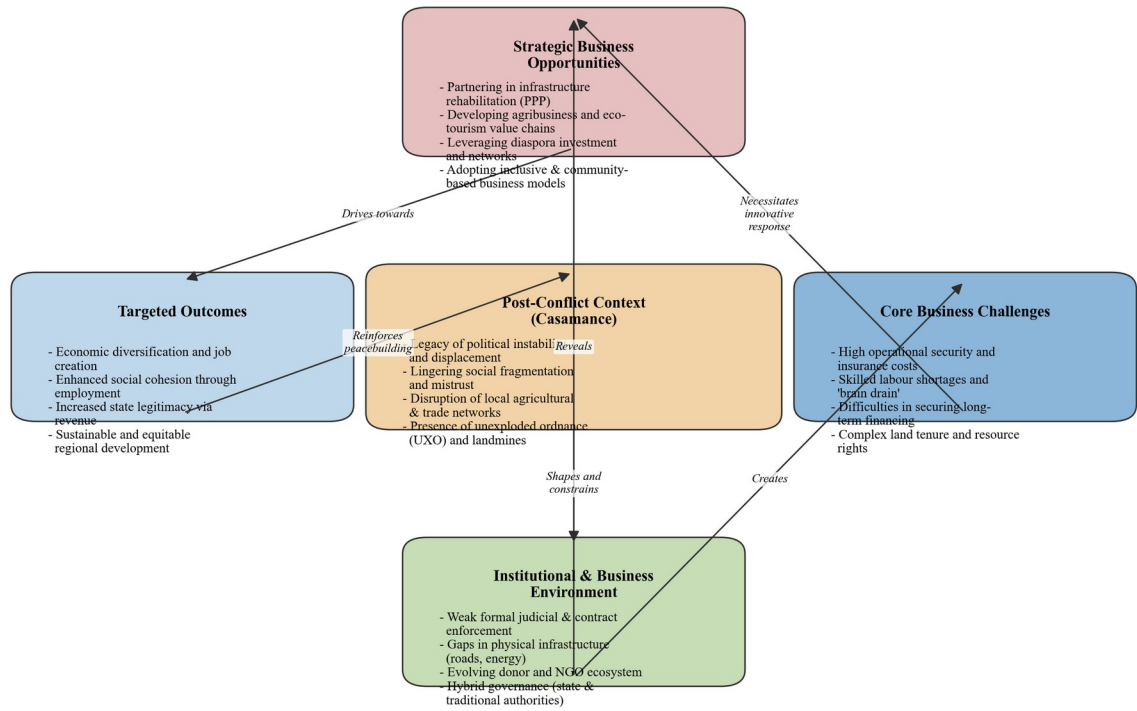 Strategic Business
Opportunities
- Partnering in infrastructure
rehabilitation (PPP)
- Developing agribusiness and eco-
tourism value chains
- Leveraging diaspora investment
and networks
- Adopting inclusive & community-
based business models
Drives towards
Necessitates
innovative
response
Targeted Outcomes
- Economic diversification and job
creation
- Enhanced social cohesion through
employment
- Increased state legitimacy via
revenue
- Sustainable and equitable
regional development
Reinforces
peacebuilding
Post-Conflict Context
(Casamance)
Legacy of political
and displacement
- Lingering social fragmentation
and mistrust
- Disruption of local agricultural
& trade networks
- Presence of unexploded ordnance
(UXO) and landmines
Reveals
Core Business Challenges
- High operational security and
insurance costs
- Skilled labour shortages and
'brain drain'
- Difficulties in securing long-
term financing
- Complex land tenure and resource
rights
Shapes and
constrains
Creates
Institutional & Business
Environment
- Weak formal judicial & contract
enforcement
- Gaps in physical infrastructure
(roads, energy)
- Evolving donor and NGO ecosystem
- Hybrid governance (state &
traditional authorities)